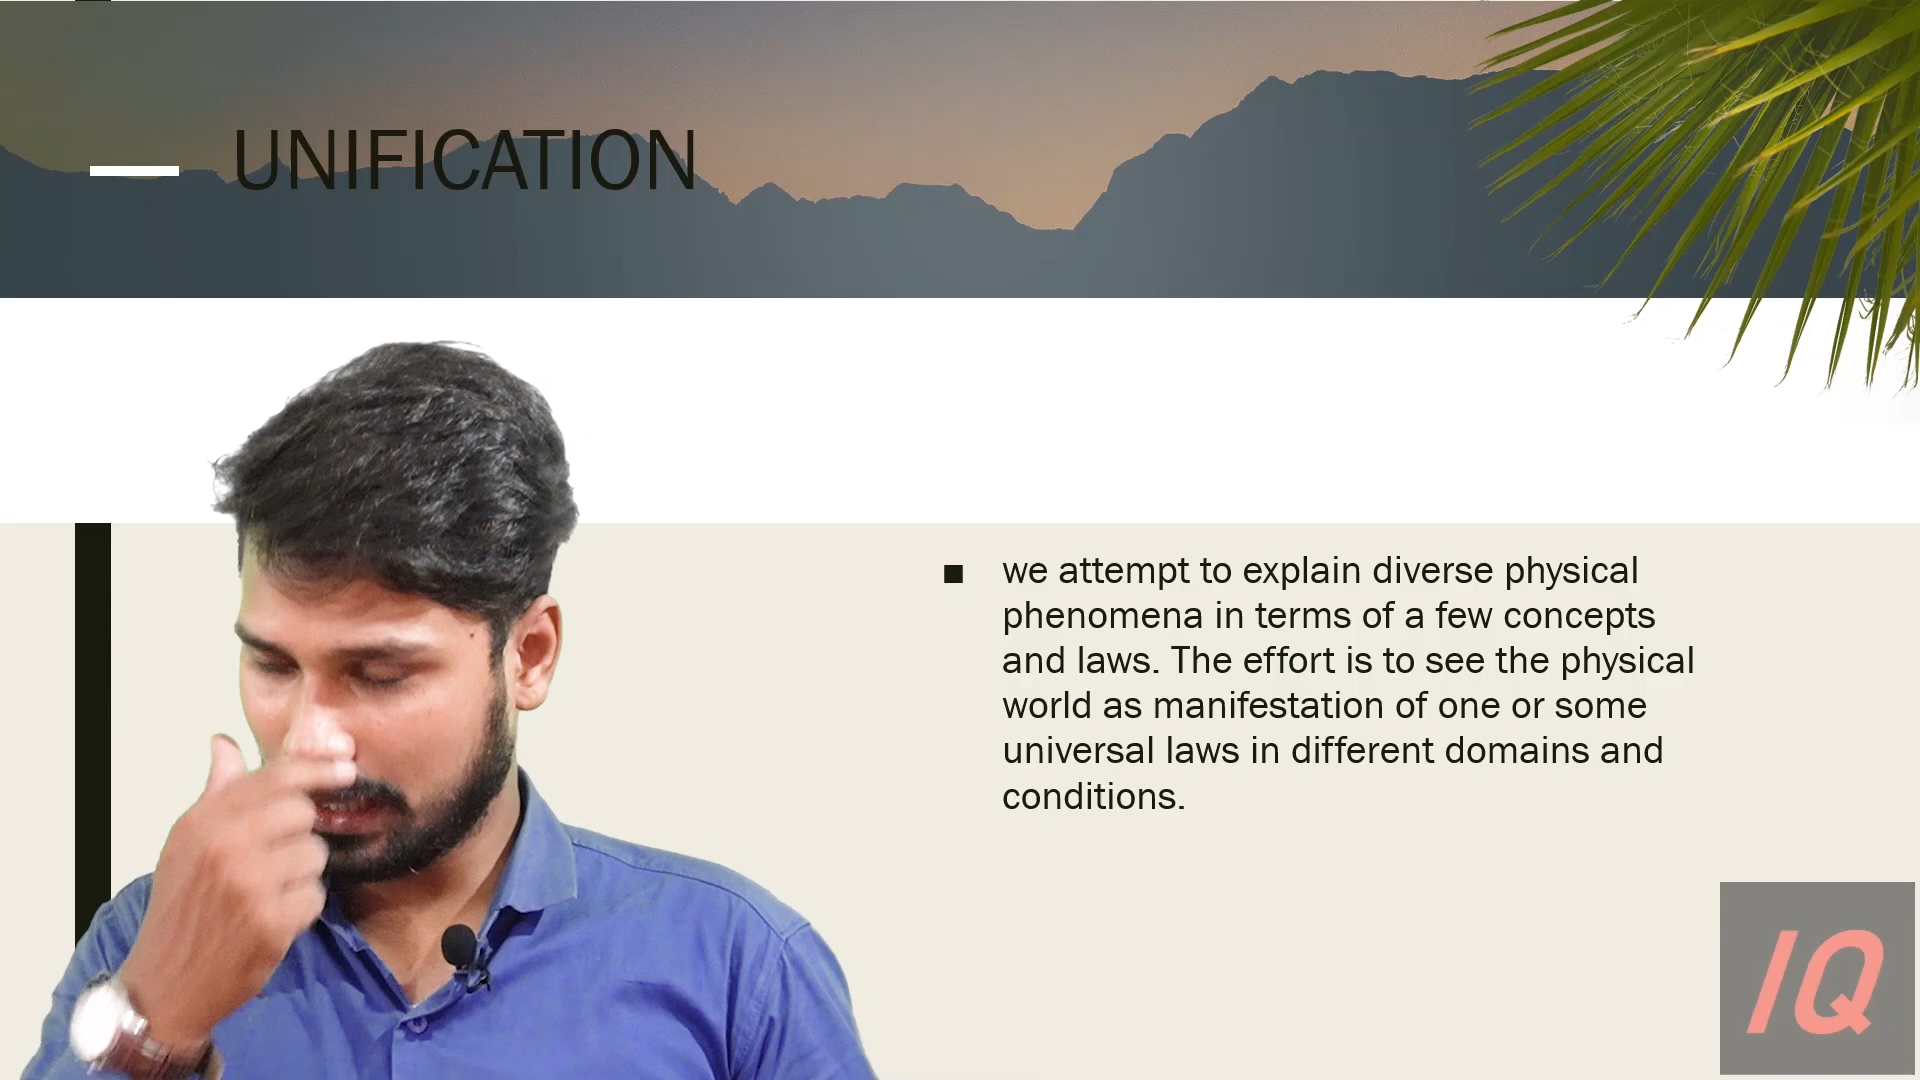 UNIFICATION
■ we attempt to explain diverse physical
phenomena in terms of a few concepts
and laws. The effort is to see the physical
world as manifestation of one or some
universal laws in different domains and
conditions.
IQ